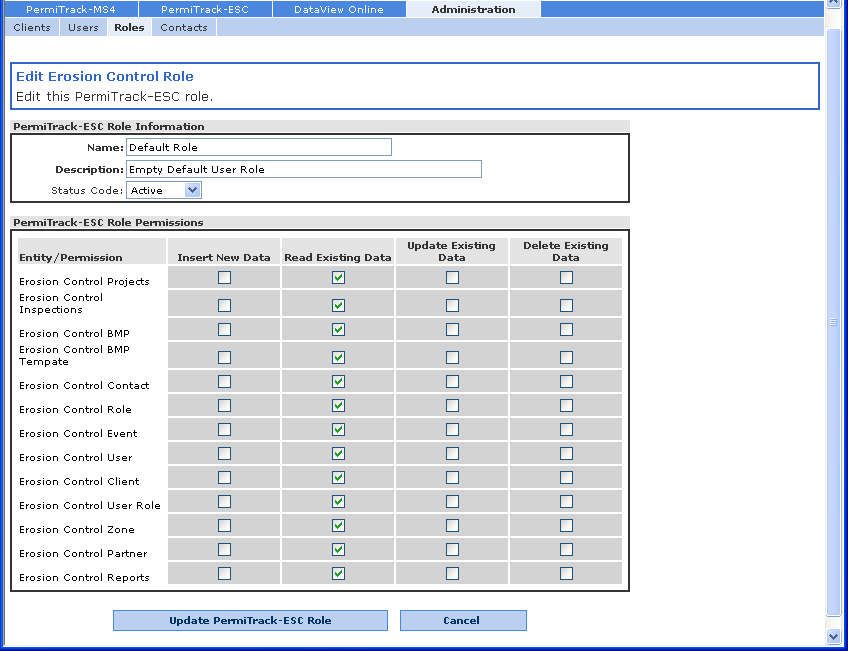 PermiTrack-MS4 PermiTrack-ESC DataView Online Administration
Clients Users Roles Contacts
Edit Erosion Control Role
Edit this PermiTrack-ESC role.
PermiTrack-ESC Role Information
Name: Default Role
Description: Empty Default User Role
Status Code: Active
PermiTrack-ESC Role Permissions
Entity/Permission Insert New Data Read Existing Data Update Existing Data Delete Existing Data
Erosion Control Projects
Erosion Control
Inspections
Erosion Control BMP
Erosion Control BMP
Tempate
Erosion Control Contact
Erosion Control Role
Erosion Control Event
Erosion Control User
Erosion Control Client
Erosion Control User Role
Erosion Control Zone
Erosion Control Partner
Erosion Control Reports
Update PermiTrack-ESC Role Cancel